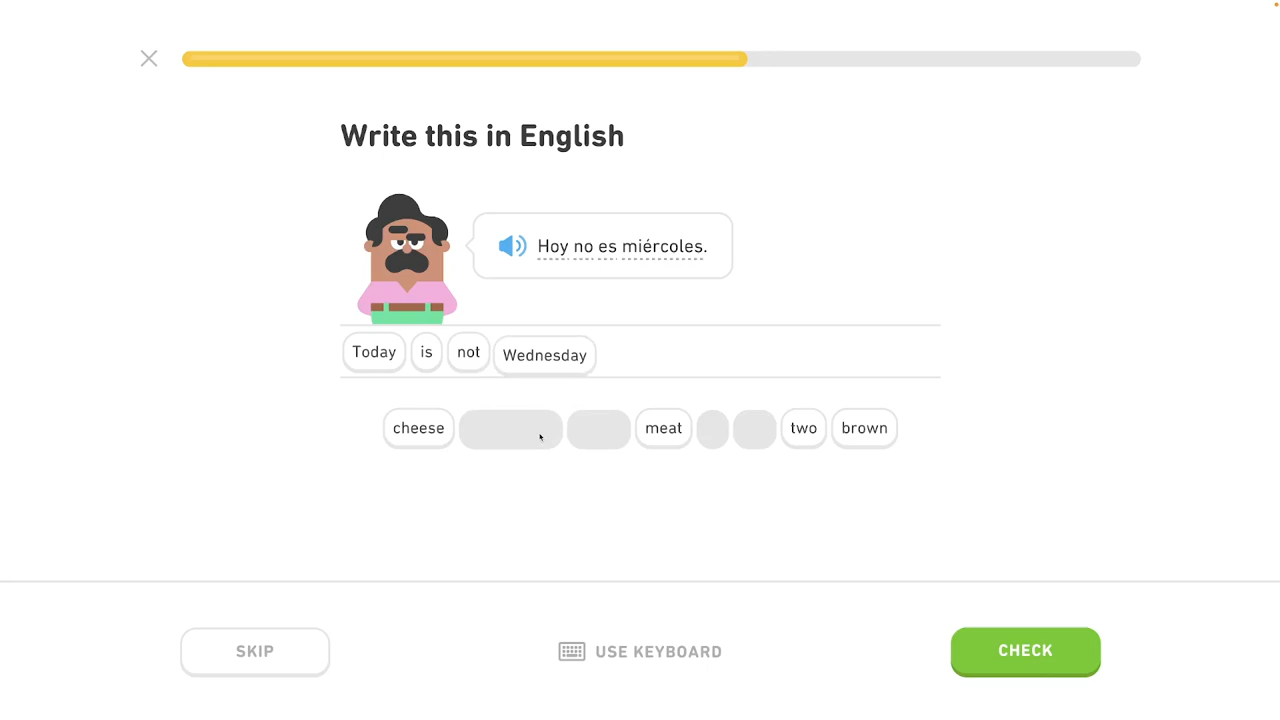 Write this in English
Hoy no es miércoles.
Today is not Wednesday
cheese meat two brown
SKIP USE KEYBOARD CHECK